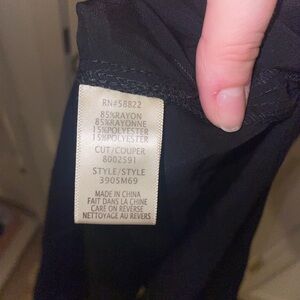 RN#58822
85%RAYON
85%RAYONNE
15%POLYESTER
15%POLYESTER
CUT/COUPER
8002591
STYLE/STYLE
3905M69
MADE IN CHINA
FAIT DANS LA CHINE
CARE ON REVERSE
NETTOYAGE AU REVERS